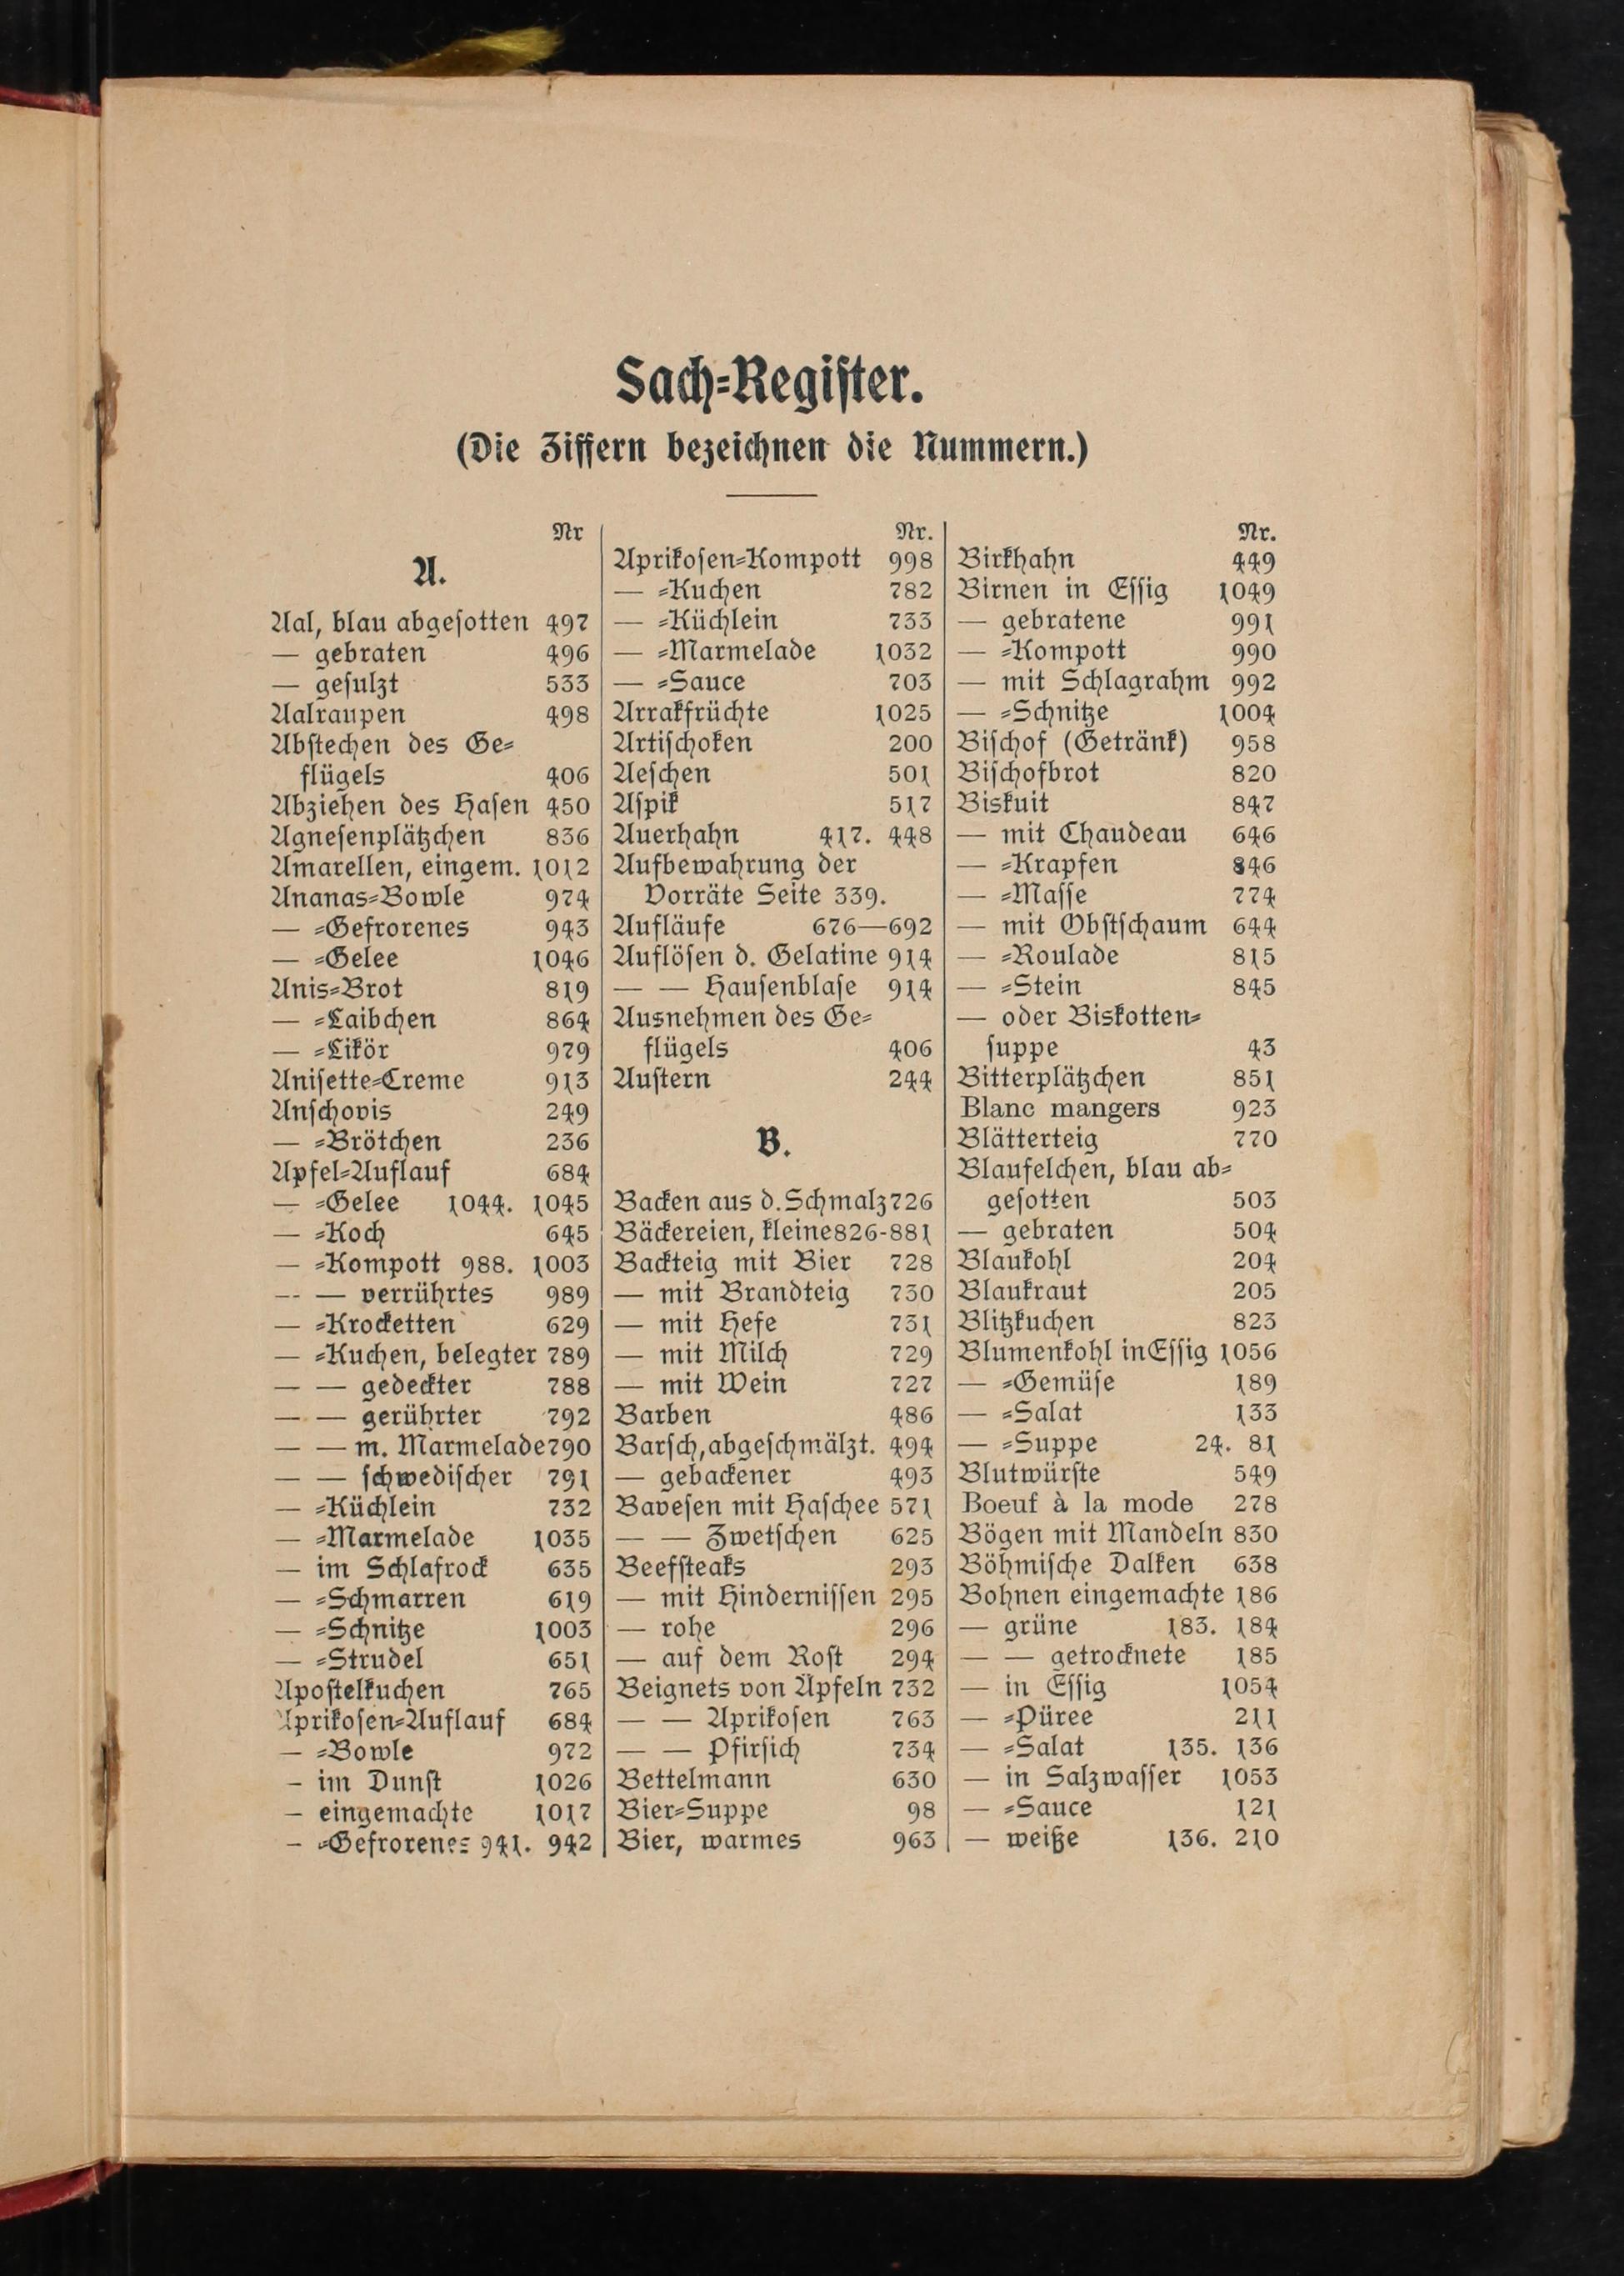 Sach-Regiſter.
(Die Ziffern bezeichnen die Nummern.)
Nr
A.
Aal, blau abgeſotten 497
— gebraten 496
— geſulzt 533
Aalraupen 498
Abſtechen des Ge-
flügels 406
Abziehen des Haſen 450
Agneſenplätzchen 836
Amarellen, eingem. 1012
Ananas-Bowle 974
— -Gefrorenes 943
— -Gelee 1046
Anis-Brot 819
— -Laibchen 864
— -Likör 979
Aniſette-Creme 913
Anſchovis 249
— -Brötchen 236
Apfel-Auflauf 684
— -Gelee 1044. 1045
— -Koch 645
— -Kompott 988. 1003
— — verrührtes 989
— -Krocketten 629
— -Kuchen, belegter 789
— — gedeckter 788
— — gerührter 792
— — m. Marmelade 790
— — ſchwediſcher 791
— -Küchlein 732
— -Marmelade 1035
— im Schlafrock 635
— -Schmarren 619
— -Schnitze 1003
— -Strudel 651
Apoſtelkuchen 765
Aprikoſen-Auflauf 684
— -Bowle 972
— im Dunſt 1026
— eingemachte 1017
— -Gefrorenes 941. 942
Nr.
Aprikoſen-Kompott 998
— -Kuchen 782
— -Küchlein 733
— -Marmelade 1032
— -Sauce 703
Arrakfrüchte 1025
Artiſchoken 200
Aeſchen 501
Aſpik 517
Auerhahn 417. 448
Aufbewahrung der
Vorräte Seite 339.
Aufläufe 676—692
Auflöſen d. Gelatine 914
— — Hauſenblaſe 914
Ausnehmen des Ge-
flügels 406
Auſtern 244
B.
Backen aus d. Schmalz 726
Bäckereien, kleine 826-881
Backteig mit Bier 728
— mit Brandteig 730
— mit Hefe 731
— mit Milch 729
— mit Wein 727
Barben 486
Barſch, abgeſchmälzt. 494
— gebackener 493
Baveſen mit Haſchee 571
— — Zwetſchen 625
Beefſteaks 293
— mit Hinderniſſen 295
— rohe 296
— auf dem Roſt 294
Beignets von Äpfeln 732
— — Aprikoſen 763
— — Pfirſich 734
Bettelmann 630
Bier-Suppe 98
Bier, warmes 963
Nr.
Birkhahn 449
Birnen in Eſſig 1049
— gebratene 991
— -Kompott 990
— mit Schlagrahm 992
— -Schnitze 1004
Biſchof (Getränk) 958
Biſchofbrot 820
Biskuit 847
— mit Chaudeau 646
— -Krapfen 846
— -Maſſe 774
— mit Obſtſchaum 644
— -Roulade 815
— -Stein 845
— oder Biskotten-
ſuppe 43
Bitterplätzchen 851
Blanc mangers 923
Blätterteig 770
Blaufelchen, blau ab-
geſotten 503
— gebraten 504
Blaukohl 204
Blaukraut 205
Blitzkuchen 823
Blumenkohl in Eſſig 1056
— -Gemüſe 189
— -Salat 133
— -Suppe 24. 81
Blutwürſte 549
Boeuf à la mode 278
Bögen mit Mandeln 830
Böhmiſche Dalken 638
Bohnen eingemachte 186
— grüne 183. 184
— — getrocknete 185
— in Eſſig 1054
— -Püree 211
— -Salat 135. 136
— in Salzwaſſer 1053
— -Sauce 121
— weiße 136. 210